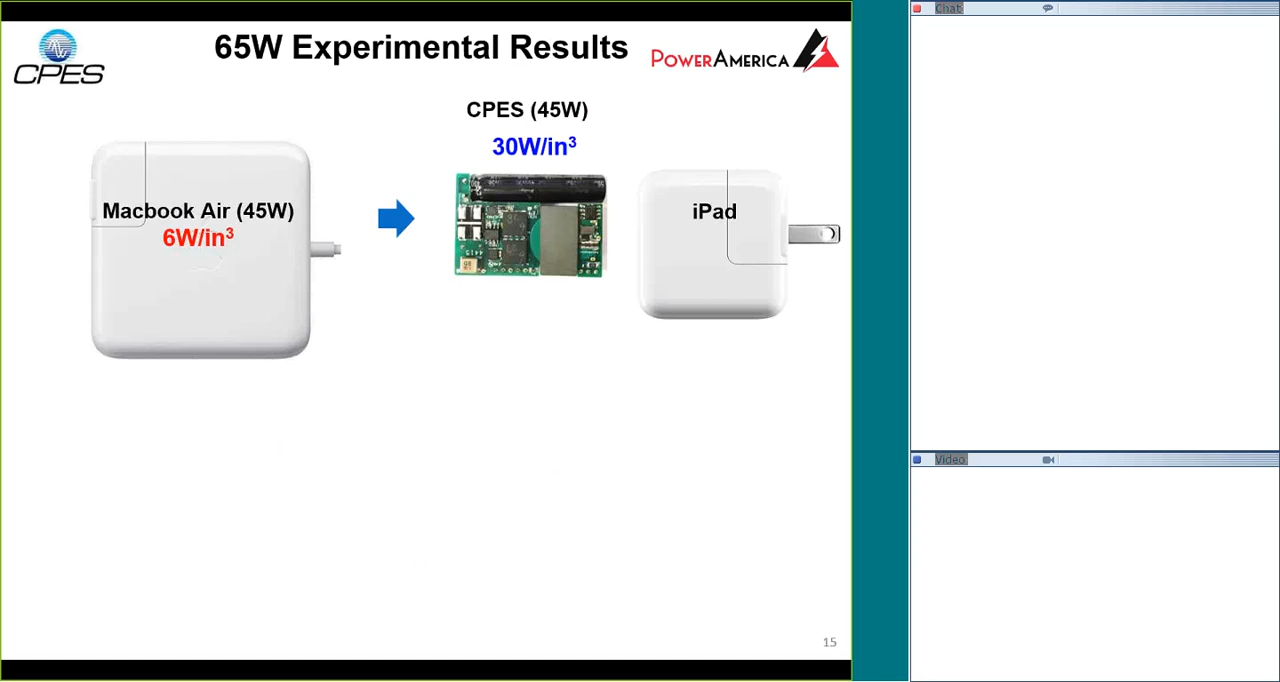 65W Experimental Results
CPES
POWERAMERICA
CPES (45W)
30W/in³
Macbook Air (45W)
6W/in³
iPad
15
Chat
Video